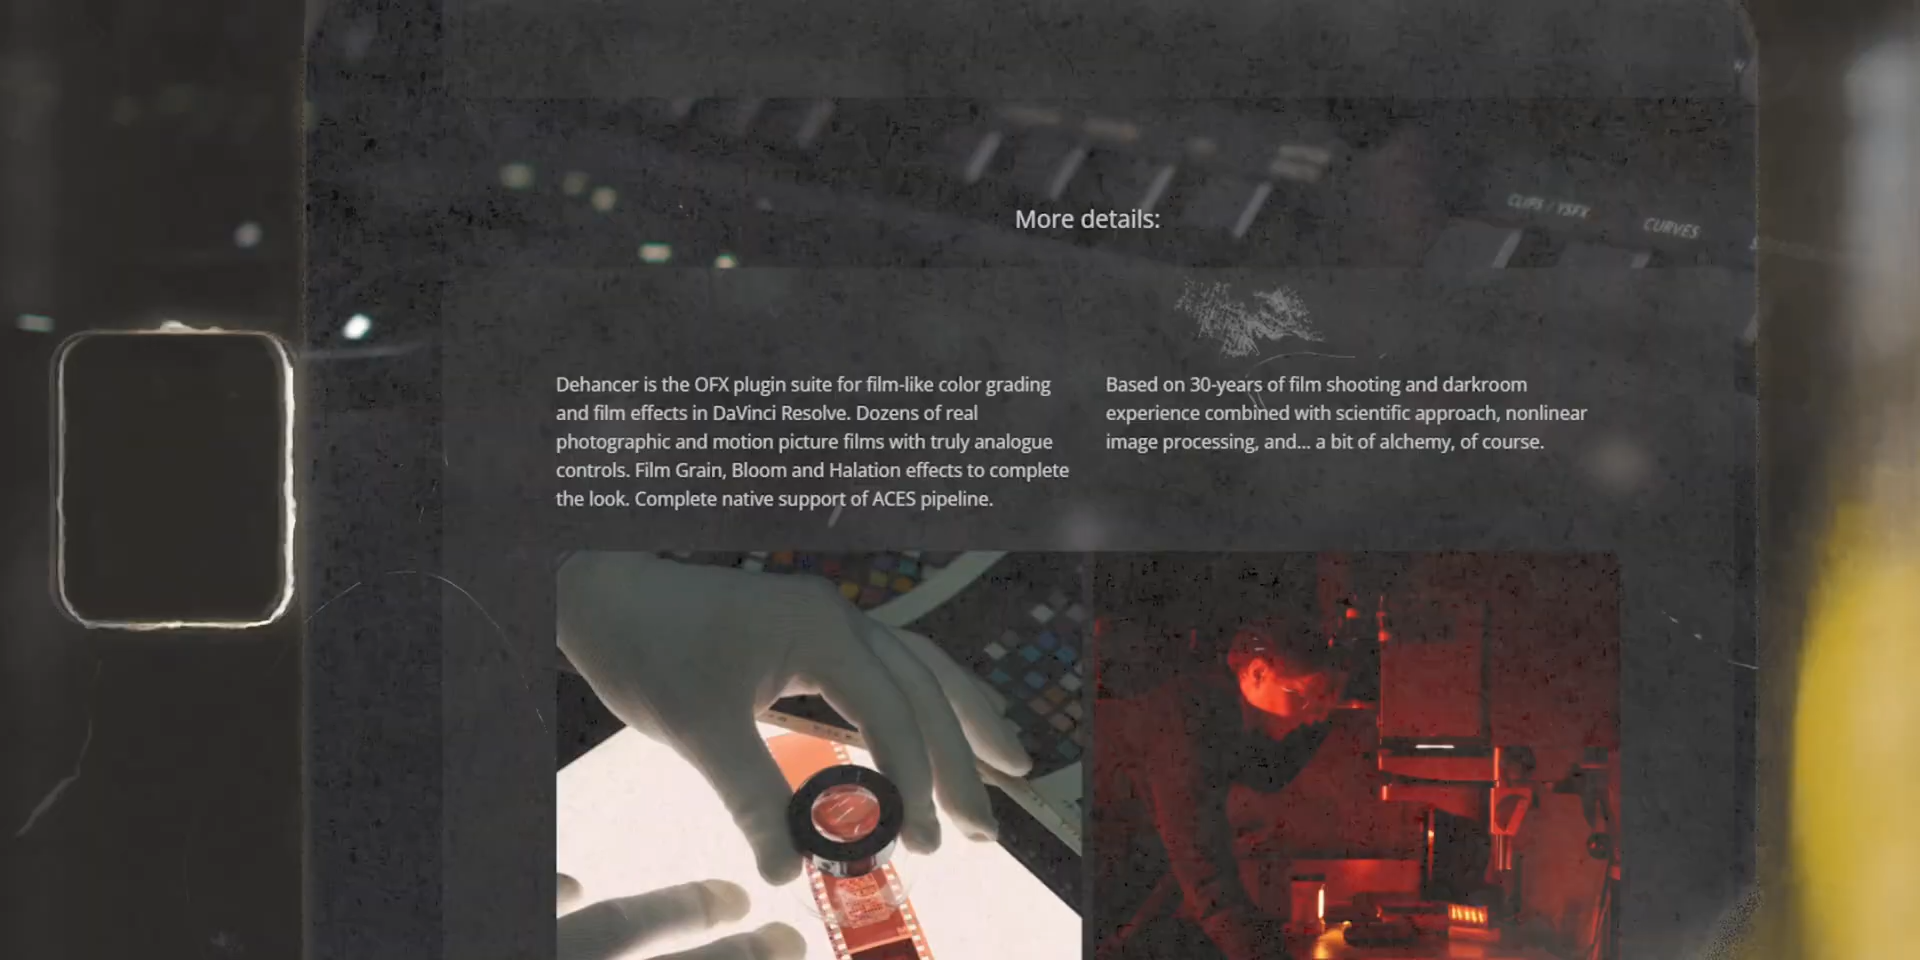 CLIPS / YSFX
CURVES
More details:
Dehancer is the OFX plugin suite for film-like color grading
and film effects in DaVinci Resolve. Dozens of real
photographic and motion picture films with truly analogue
controls. Film Grain, Bloom and Halation effects to complete
the look. Complete native support of ACES pipeline.
Based on 30-years of film shooting and darkroom
experience combined with scientific approach, nonlinear
image processing, and... a bit of alchemy, of course.